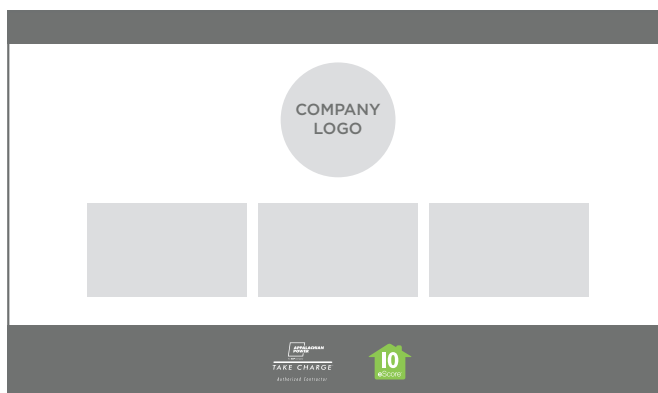 COMPANY
LOGO
APPALACHIAN
POWER
TAKE CHARGE
Authorized Contractor
10
eScore